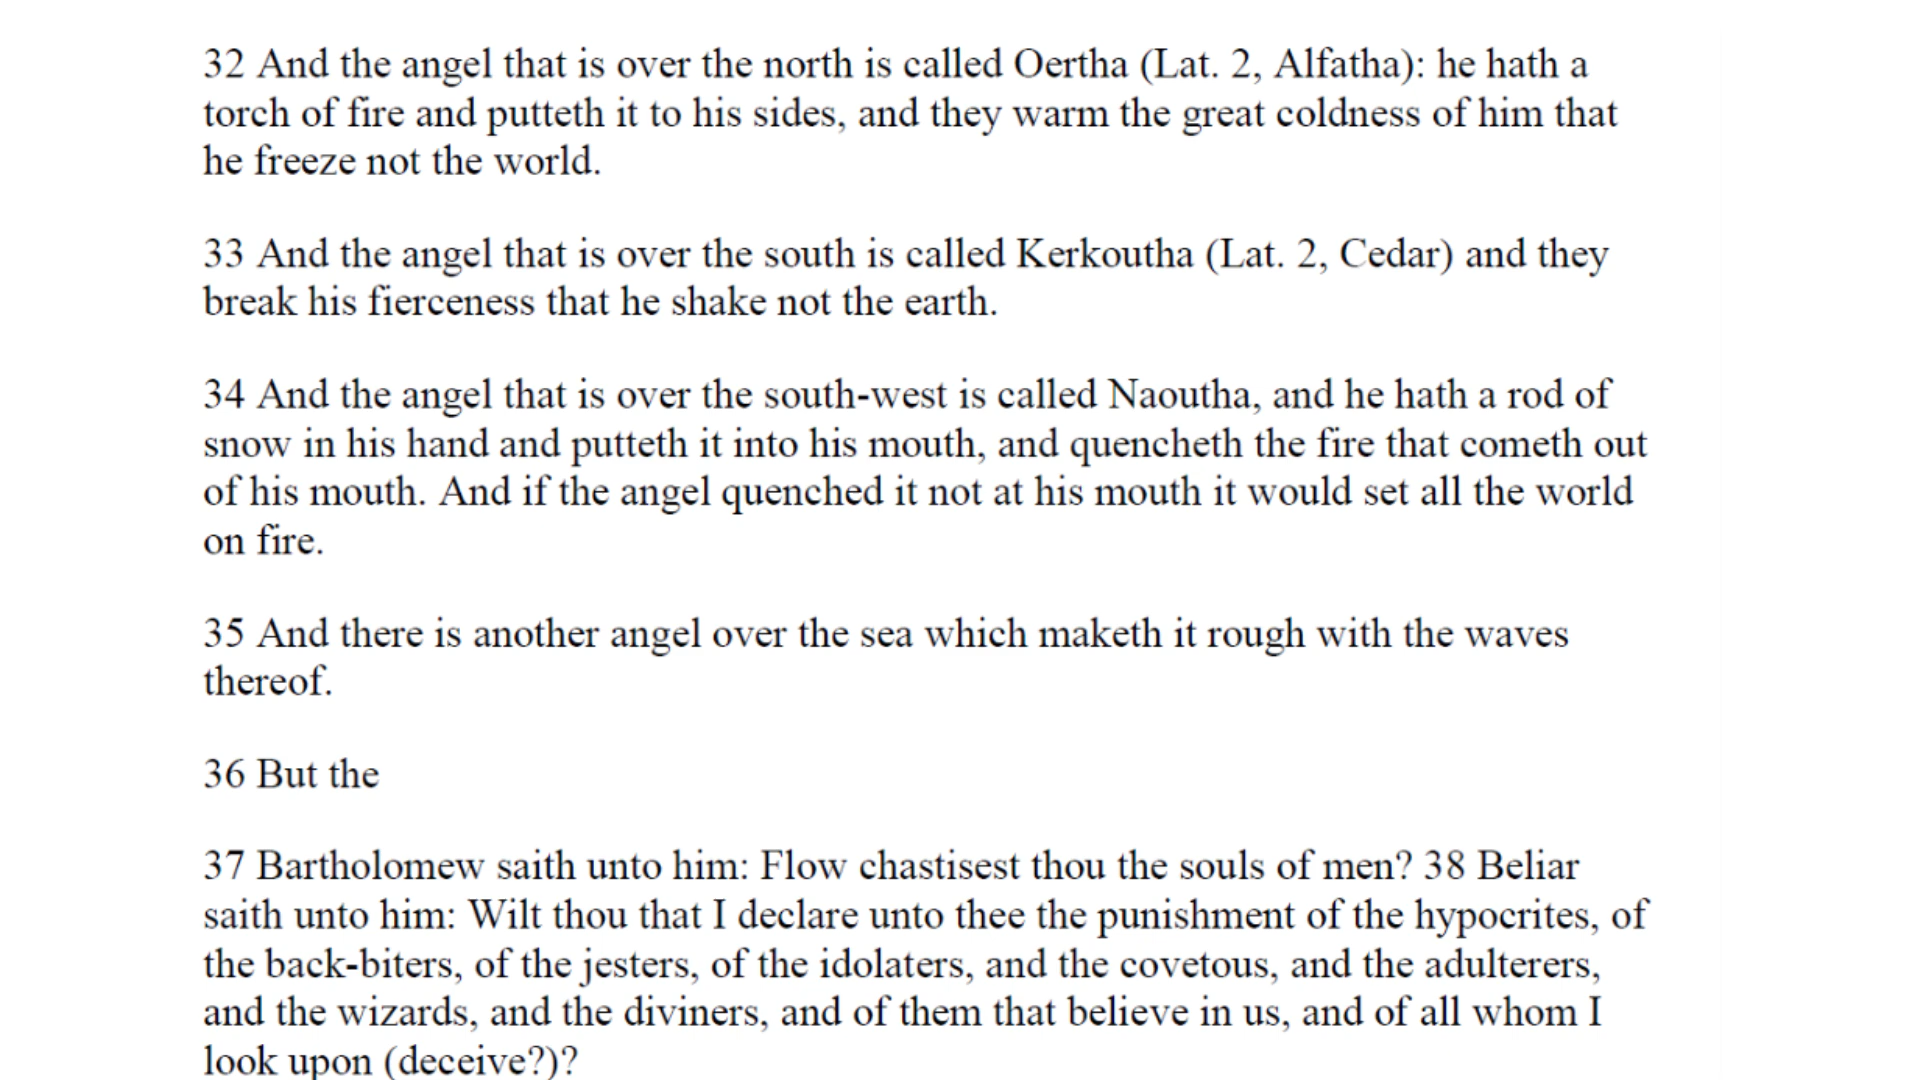 32 And the angel that is over the north is called Oertha (Lat. 2, Alfatha): he hath a
torch of fire and putteth it to his sides, and they warm the great coldness of him that
he freeze not the world.
33 And the angel that is over the south is called Kerkoutha (Lat. 2, Cedar) and they
break his fierceness that he shake not the earth.
34 And the angel that is over the south-west is called Naoutha, and he hath a rod of
snow in his hand and putteth it into his mouth, and quencheth the fire that cometh out
of his mouth. And if the angel quenched it not at his mouth it would set all the world
on fire.
35 And there is another angel over the sea which maketh it rough with the waves
thereof.
36 But the
37 Bartholomew saith unto him: Flow chastisest thou the souls of men? 38 Beliar
saith unto him: Wilt thou that I declare unto thee the punishment of the hypocrites, of
the back-biters, of the jesters, of the idolaters, and the covetous, and the adulterers,
and the wizards, and the diviners, and of them that believe in us, and of all whom I
look upon (deceive?)?